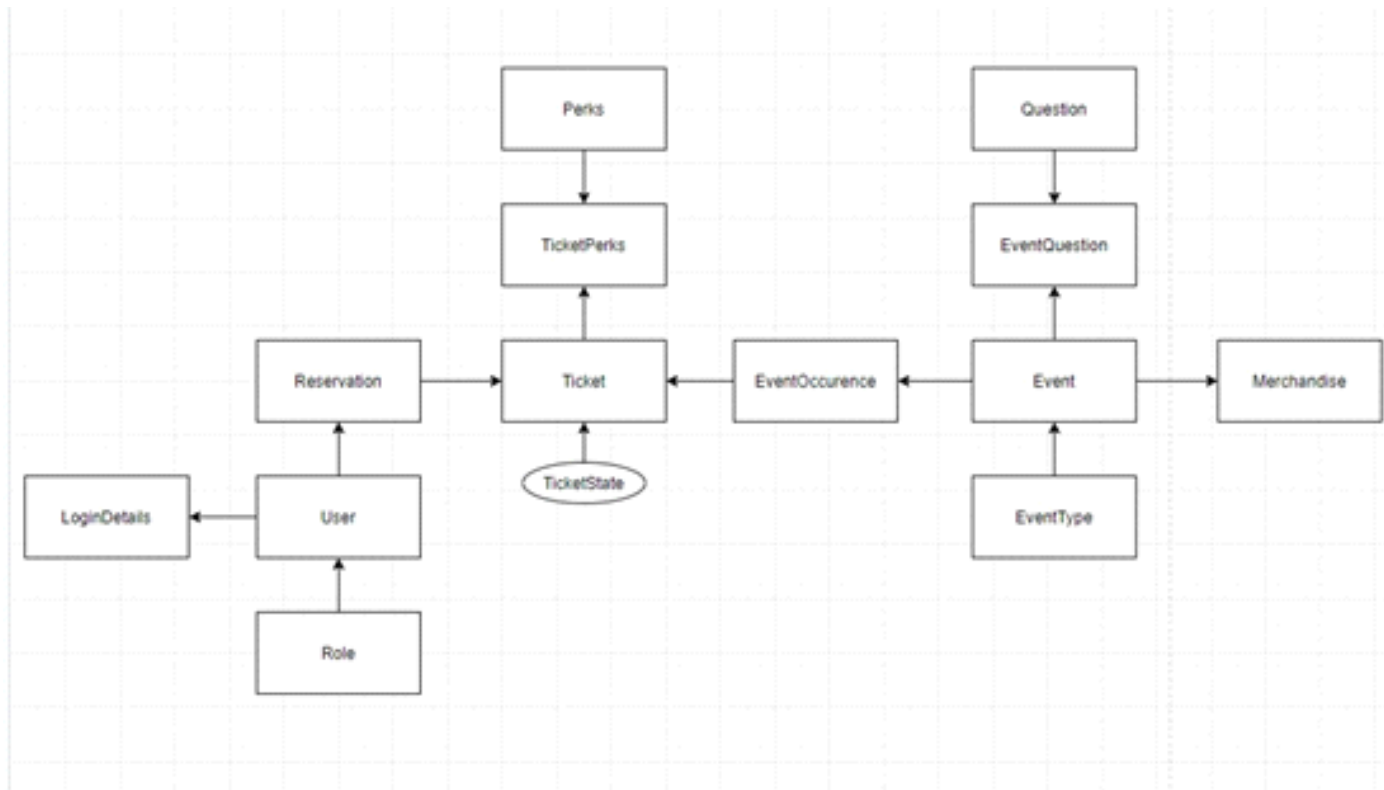 Perks
Question
TicketPerks
EventQuestion
Reservation
Ticket
EventOccurence
Event
Merchandise
TicketState
LoginDetails
User
EventType
Role